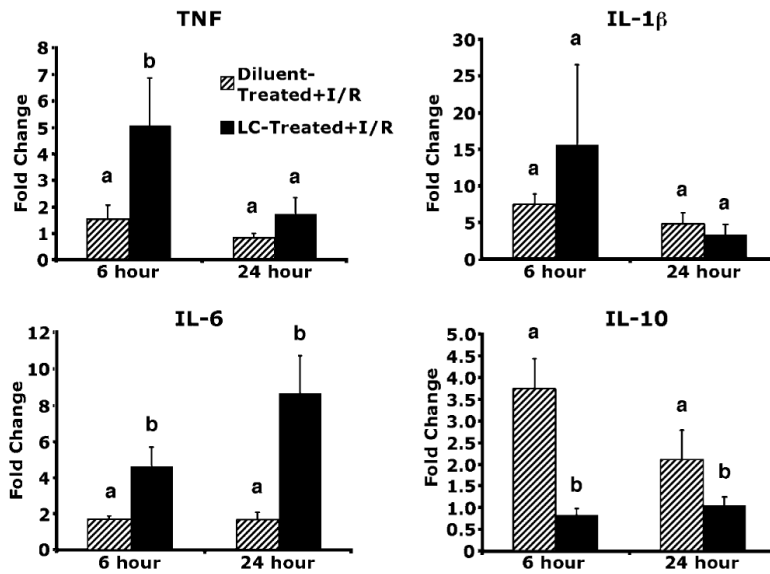 TNF
Fold Change
8
7
6
5
4
3
2
1
0
a
b
a
a
6 hour
24 hour
Diluent-
Treated+I/R
LC-Treated+I/R
IL-1β
Fold Change
30
25
20
15
10
5
0
a
a
a
a
6 hour
24 hour
IL-6
Fold Change
12
10
8
6
4
2
0
a
b
a
b
6 hour
24 hour
IL-10
Fold Change
5.0
4.5
4.0
3.5
3.0
2.5
2.0
1.5
1.0
0.5
0
a
b
a
b
6 hour
24 hour